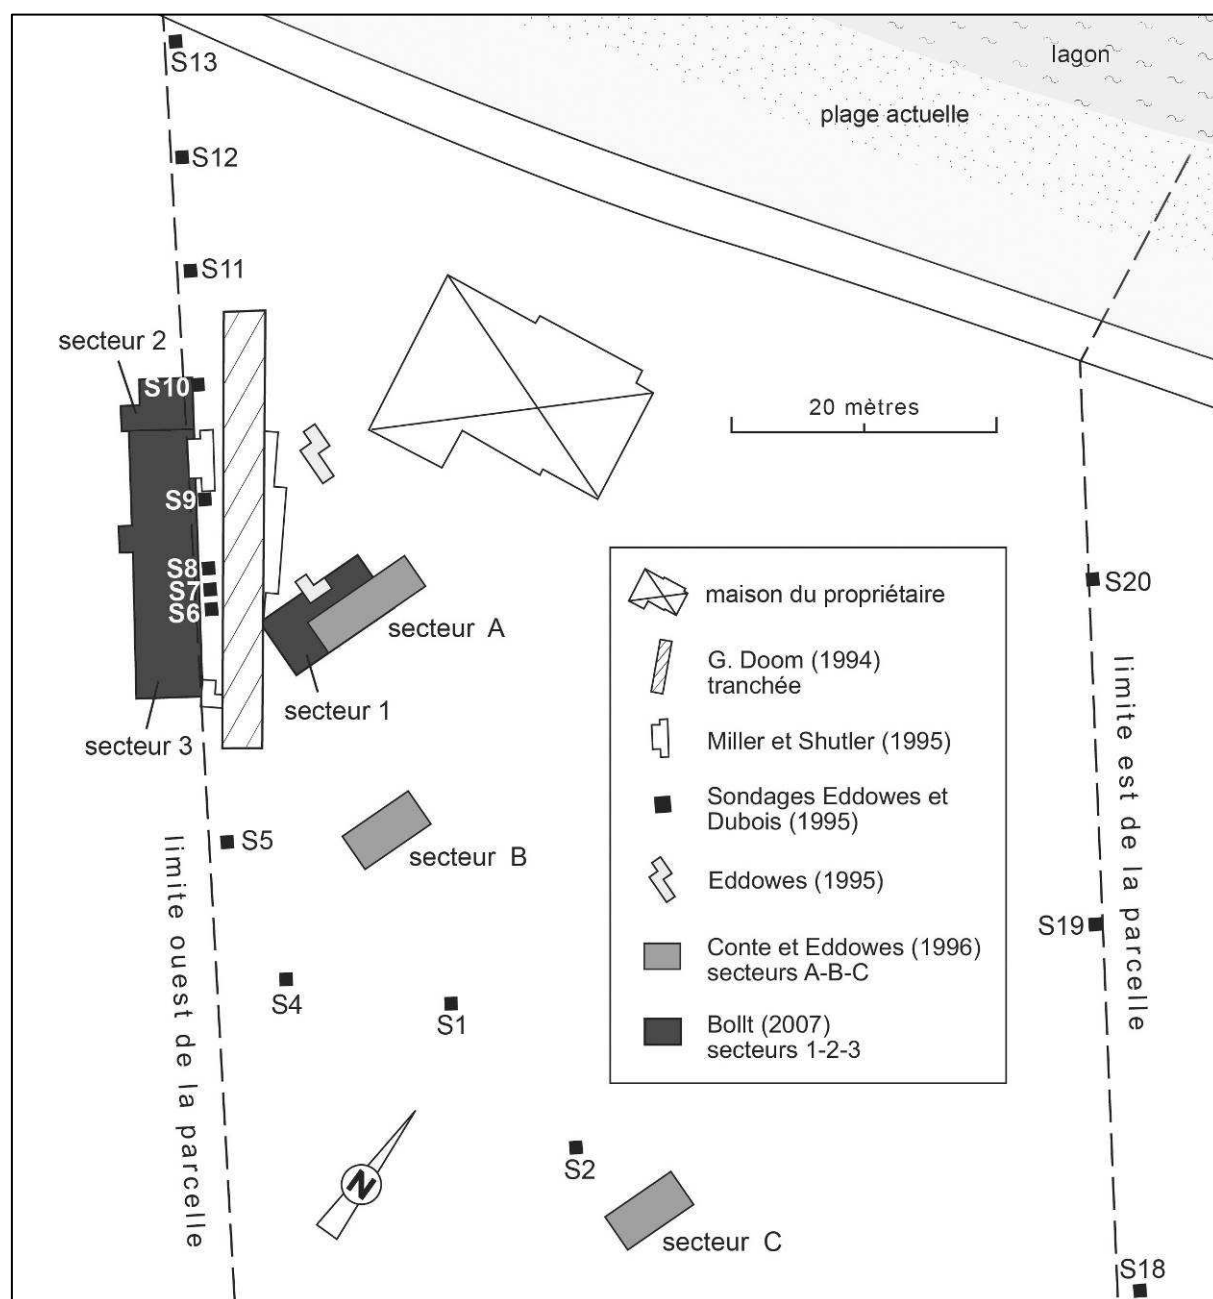 S13
lagon
plage actuelle
S12
S11
secteur 2
S10
20 mètres
S9
S8
S7
S6
secteur A
secteur 1
secteur 3
S20
maison du propriétaire
G. Doom (1994)
tranchée
Miller et Shutler (1995)
Sondages Eddowes et
Dubois (1995)
Eddowes (1995)
Conte et Eddowes (1996)
secteurs A-B-C
Bollt (2007)
secteurs 1-2-3
limite est de la parcelle
S5
secteur B
limite ouest de la parcelle
S19
S4
S1
S2
N
secteur C
S18